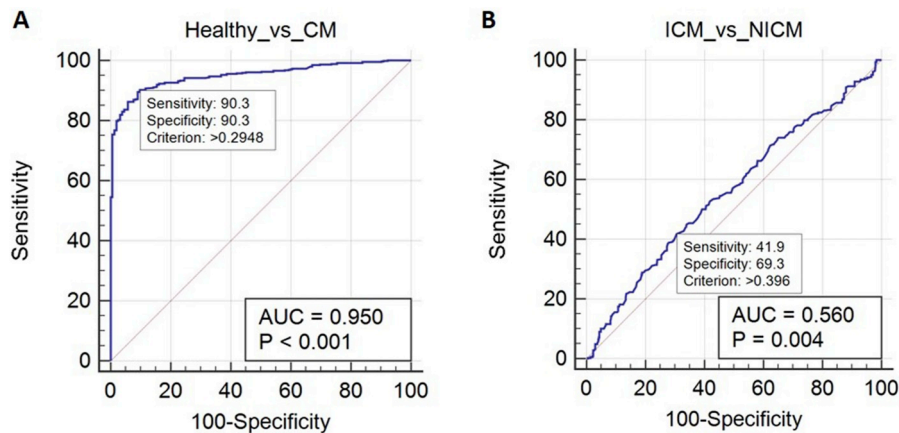 A
Healthy_vs_CM
100
80
60
40
20
0
Sensitivity
Sensitivity: 90.3
Specificity: 90.3
Criterion: >0.2948
AUC = 0.950
P < 0.001
0 20 40 60 80 100
100-Specificity
B
ICM_vs_NICM
100
80
60
40
20
0
Sensitivity
Sensitivity: 41.9
Specificity: 69.3
Criterion: >0.396
AUC = 0.560
P = 0.004
0 20 40 60 80 100
100-Specificity